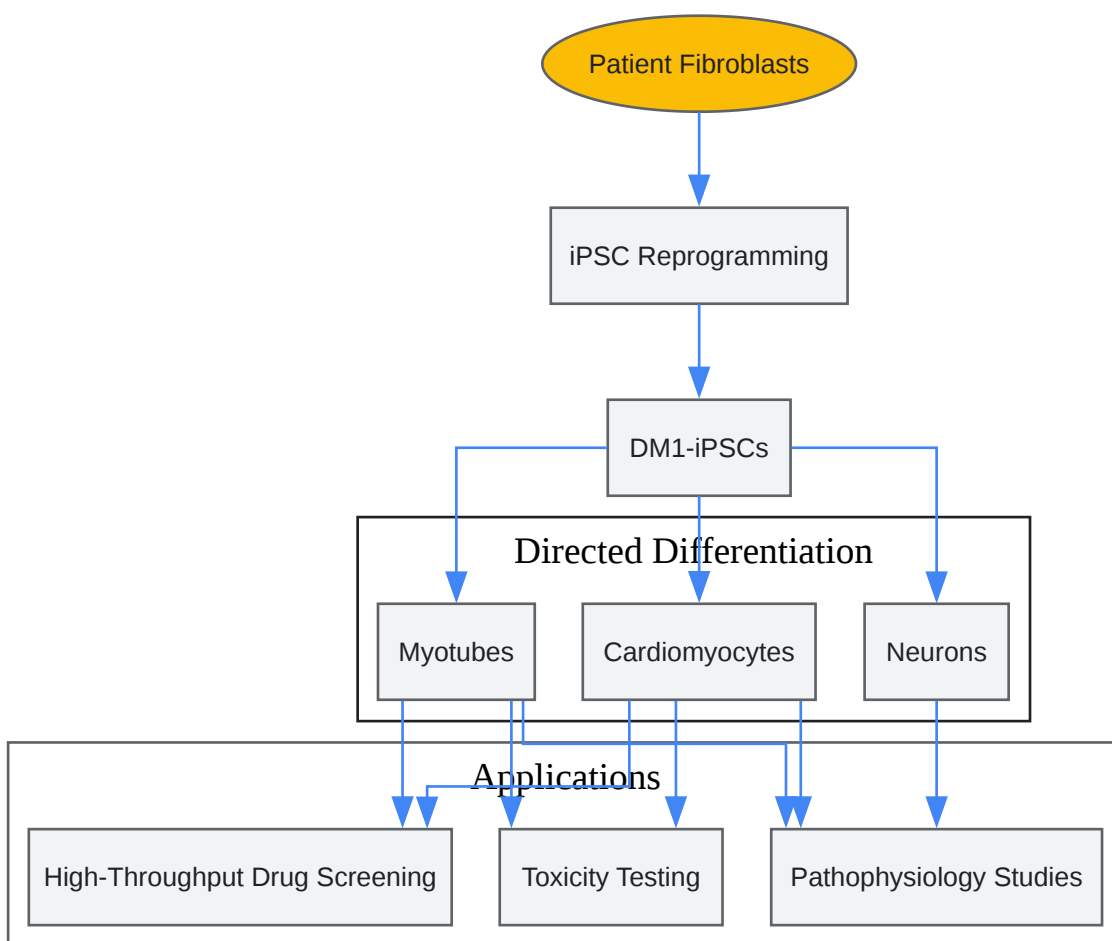 Patient Fibroblasts
iPSC Reprogramming
DM1-iPSCs
Directed Differentiation
Myotubes
Cardiomyocytes
Neurons
Applications
High-Throughput Drug Screening
Toxicity Testing
Pathophysiology Studies